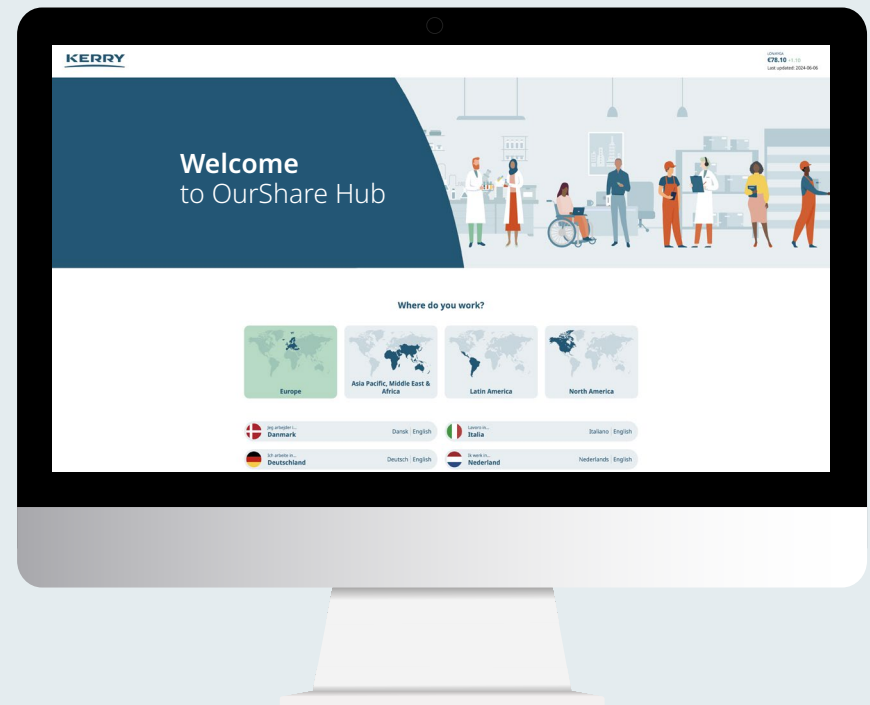 KERRY
€78.10 +1.10
Last updated: 2024-06-06
Welcome
to OurShare Hub
Where do you work?
Europe
Asia Pacific, Middle East &
Africa
Latin America
North America
Jeg arbejder i...
Danmark
Dansk | English
Lavoro in...
Italia
Italiano | English
Ich arbeite in...
Deutschland
Deutsch | English
Ik werk in...
Nederland
Nederlands | English